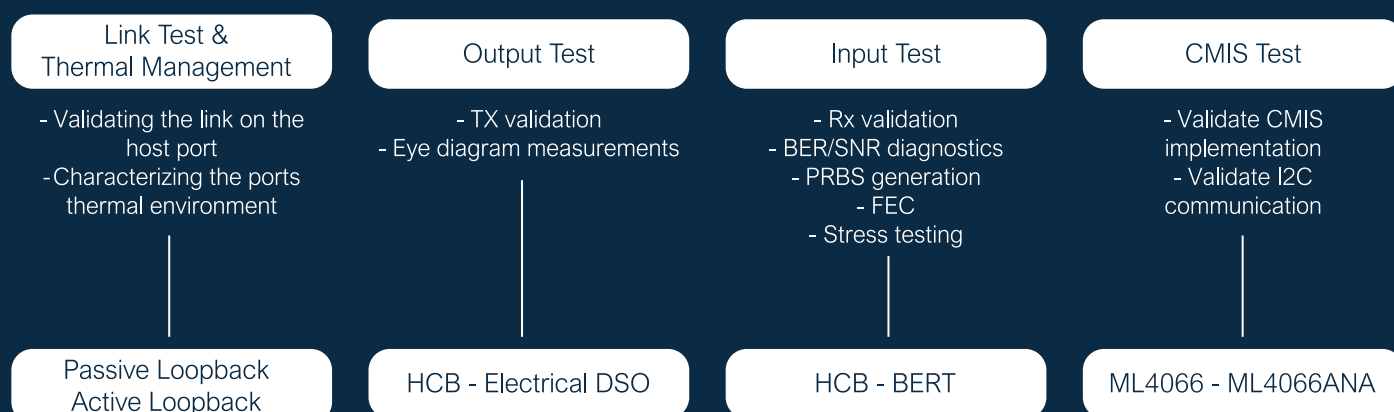 Link Test &
Thermal Management
- Validating the link on the
host port
-Characterizing the ports
thermal environment
Passive Loopback
Active Loopback
Output Test
- TX validation
- Eye diagram measurements
HCB - Electrical DSO
Input Test
- Rx validation
- BER/SNR diagnostics
- PRBS generation
- FEC
- Stress testing
HCB - BERT
CMIS Test
- Validate CMIS
implementation
- Validate I2C
communication
ML4066 - ML4066ANA